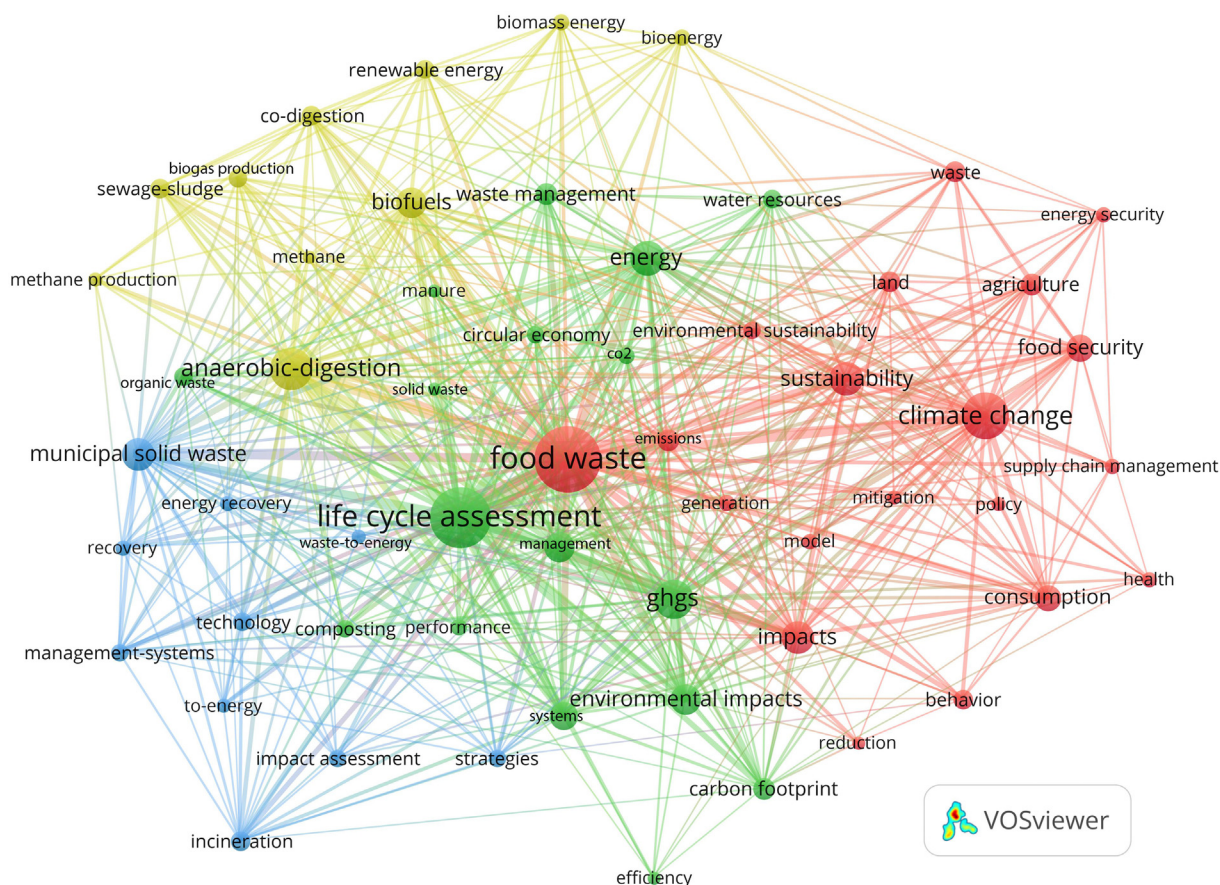 biomass energy
bioenergy
renewable energy
co-digestion
biogas production
sewage-sludge
biofuels
waste management
water resources
waste
energy security
methane
energy
methane production
manure
land
agriculture
circular economy
environmental sustainability
co2
food security
anaerobic-digestion
organic waste
solid waste
sustainability
climate change
municipal solid waste
food waste
emissions
supply chain management
energy recovery
generation
mitigation
policy
life cycle assessment
recovery
waste-to-energy
management
model
health
ghgs
consumption
technology
composting
performance
impacts
management-systems
to-energy
systems
environmental impacts
behavior
reduction
impact assessment
strategies
carbon footprint
VOSviewer
incineration
efficiency